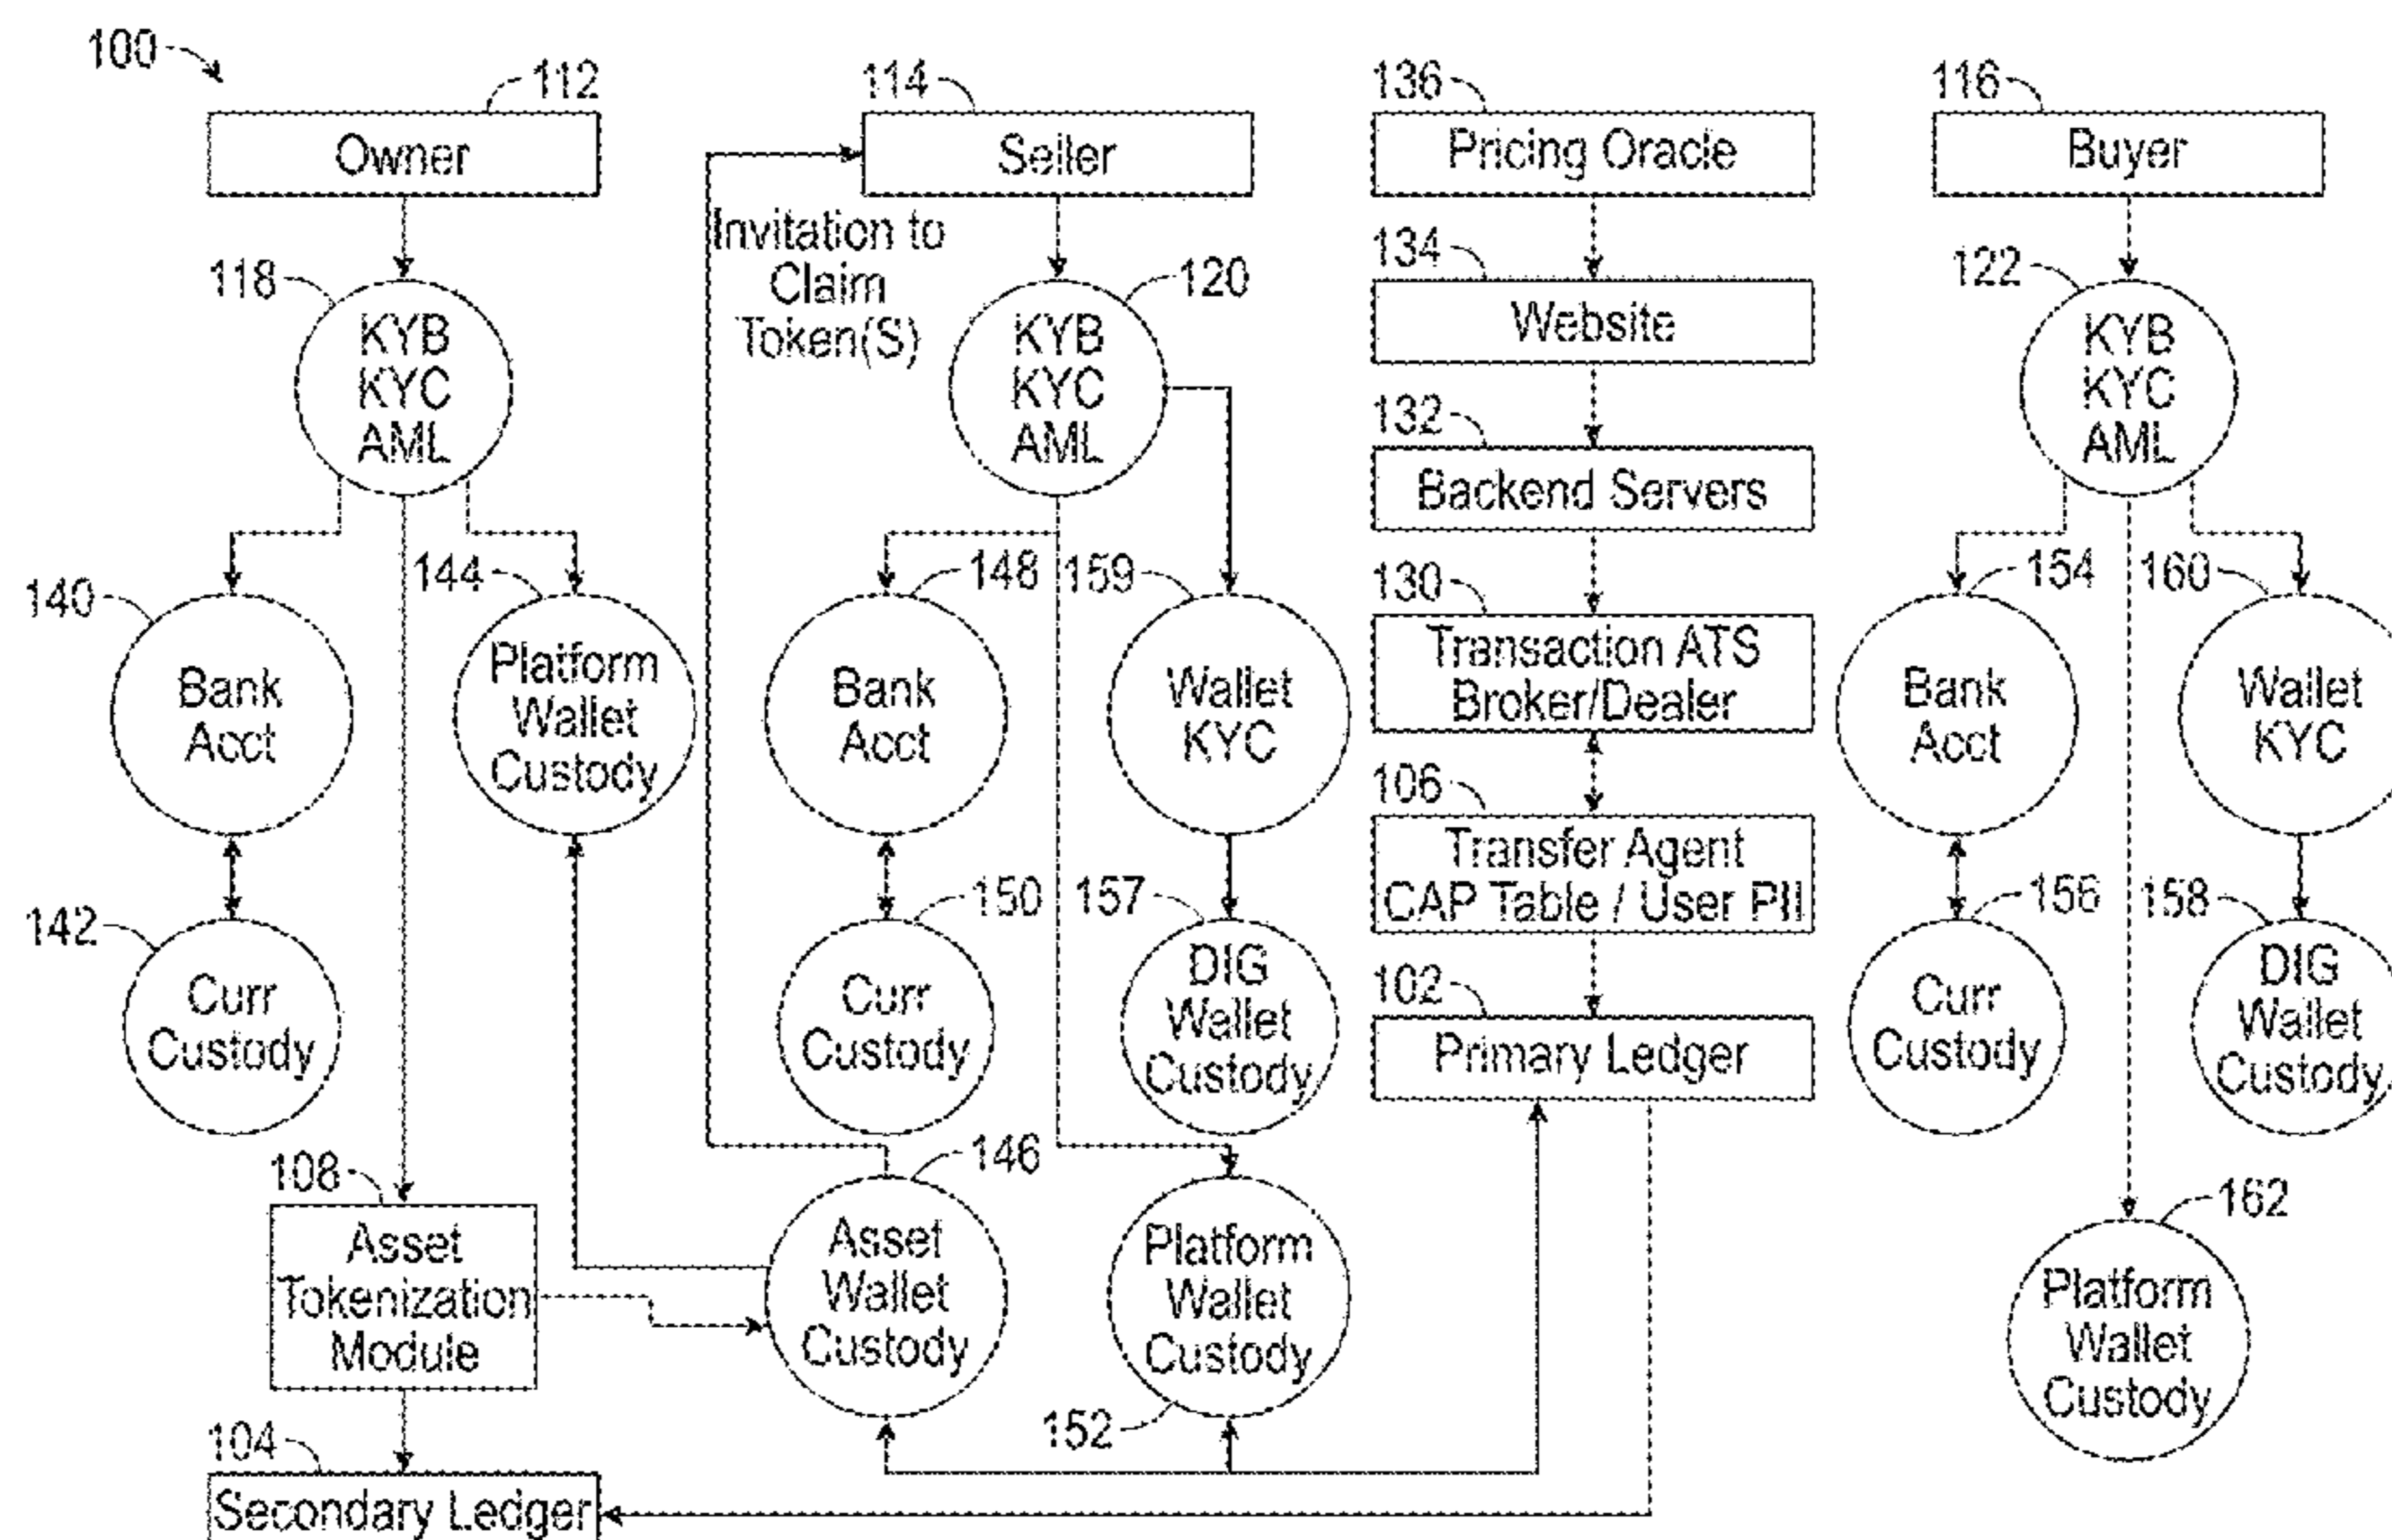 100
112
Owner
114
Seller
136
Pricing Oracle
116
Buyer
Invitation to
Claim
Token(S)
118
KYB
KYC
AML
120
KYB
KYC
AML
134
Website
122
KYB
KYC
AML
132
Backend Servers
140
Bank
Acct
144
Platform
Wallet
Custody
148
Bank
Acct
159
Wallet
KYC
130
Transaction ATS
Broker/Dealer
154
Bank
Acct
160
Wallet
KYC
106
Transfer Agent
CAP Table / User PII
142
Curr
Custody
150
Curr
Custody
157
DIG
Wallet
Custody
102
Primary Ledger
156
Curr
Custody
158
DIG
Wallet
Custody
108
Asset
Tokenization
Module
146
Asset
Wallet
Custody
Platform
Wallet
Custody
152
162
Platform
Wallet
Custody
104
Secondary Ledger